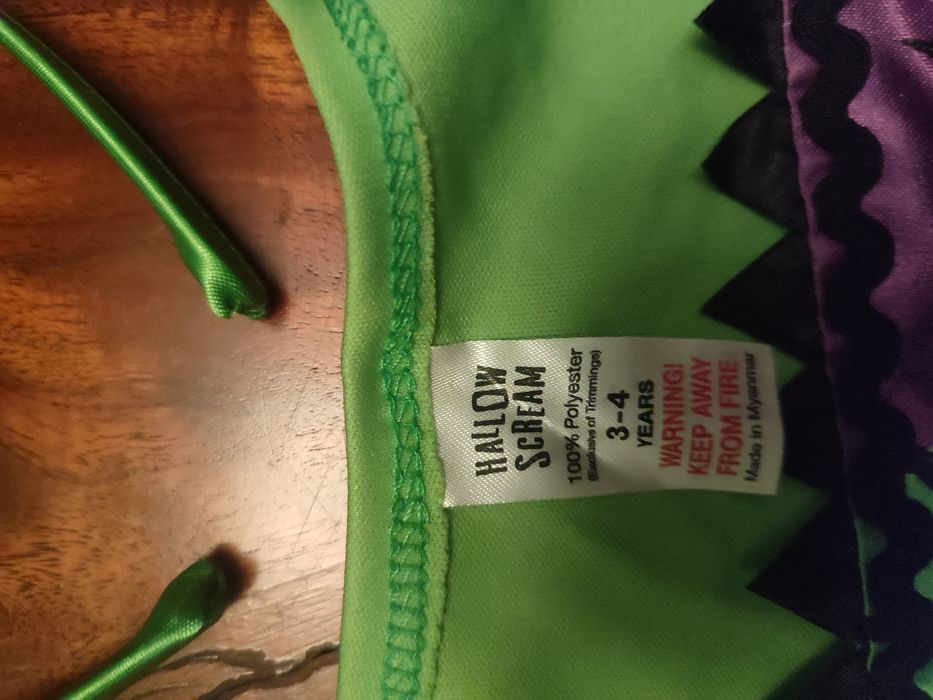 HALLOW
SCREAM
100% Polyester
(Exclusive of Trimmings)
3-4
YEARS
WARNING!
KEEP AWAY
FROM FIRE
Made in Myanmar